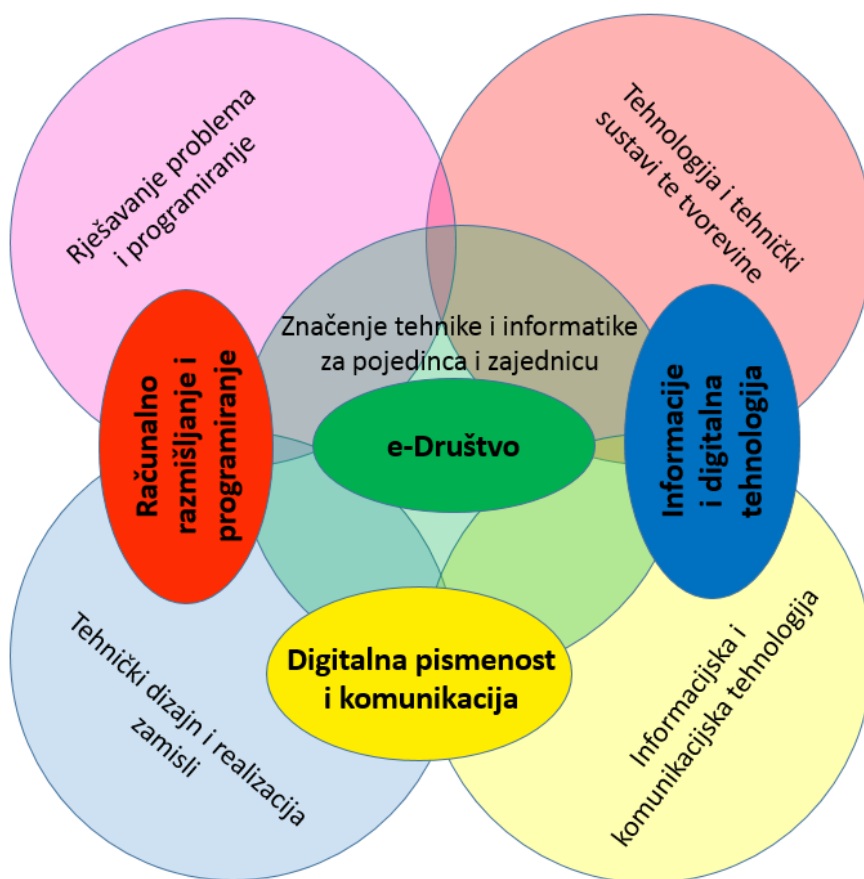 Rješavanje problema
i programiranje
Tehnologija i tehnički
sustavi te tvorevine
Značenje tehnike i informatike
za pojedinca i zajednicu
Računalno
razmišljanje i
programiranje
e-Društvo
Informacije
i digitalna
tehnologija
Digitalna pismenost
i komunikacija
Tehnički dizajn i realizacija
zamisli
Informacijska i
komunikacijska tehnologija